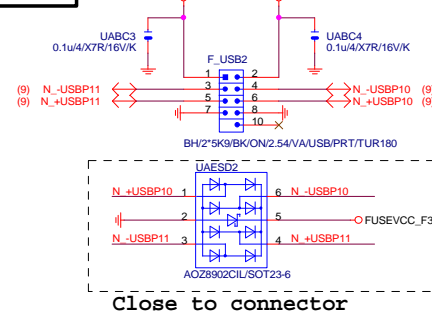 UABC3
0.1u/4/X7R/16V/K
UABC4
0.1u/4/X7R/16V/K
F_USB2
1 2
(9) N_-USBP11 3 4 N_-USBP10 (9)
(9) N_+USBP11 5 6 N_+USBP10 (9)
7 8
10
BH/2*5K9/BK/ON/2.54/VA/USB/PRT/TUR180
UAESD2
N_+USBP10 1 6 N_-USBP10
2 5 FUSEVCC_F3
N_-USBP11 3 4 N_+USBP11
AOZ8902CIL/SOT23-6
Close to connector